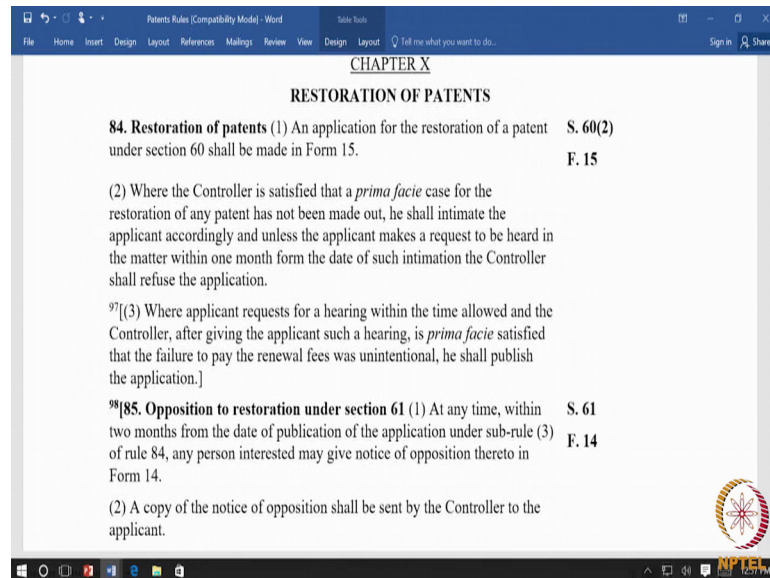 Patents Rules [Compatibility Mode] - Word
Table Tools
File Home Insert Design Layout References Mailings Review View Design Layout Tell me what you want to do...
Sign in Share
CHAPTER X
RESTORATION OF PATENTS
84. Restoration of patents (1) An application for the restoration of a patent S. 60(2)
under section 60 shall be made in Form 15.
F. 15
(2) Where the Controller is satisfied that a prima facie case for the
restoration of any patent has not been made out, he shall intimate the
applicant accordingly and unless the applicant makes a request to be heard in
the matter within one month form the date of such intimation the Controller
shall refuse the application.
97[(3) Where applicant requests for a hearing within the time allowed and the
Controller, after giving the applicant such a hearing, is prima facie satisfied
that the failure to pay the renewal fees was unintentional, he shall publish
the application.]
98[85. Opposition to restoration under section 61 (1) At any time, within S. 61
two months from the date of publication of the application under sub-rule (3)
F. 14
of rule 84, any person interested may give notice of opposition thereto in
Form 14.
(2) A copy of the notice of opposition shall be sent by the Controller to the
applicant.
NPTEL